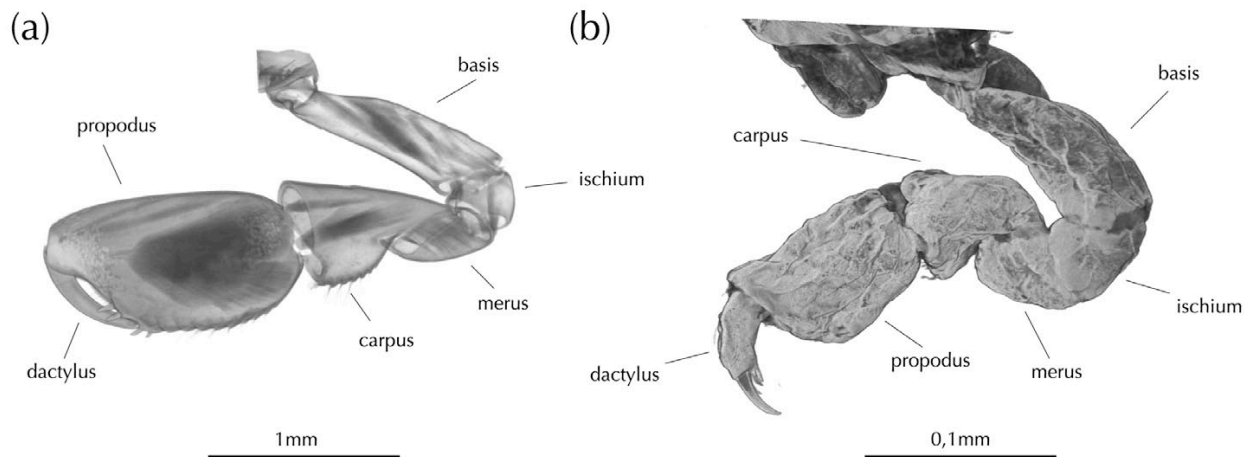 (a)
basis
propodus
ischium
merus
carpus
dactylus
1mm
(b)
basis
carpus
ischium
merus
propodus
dactylus
0,1mm